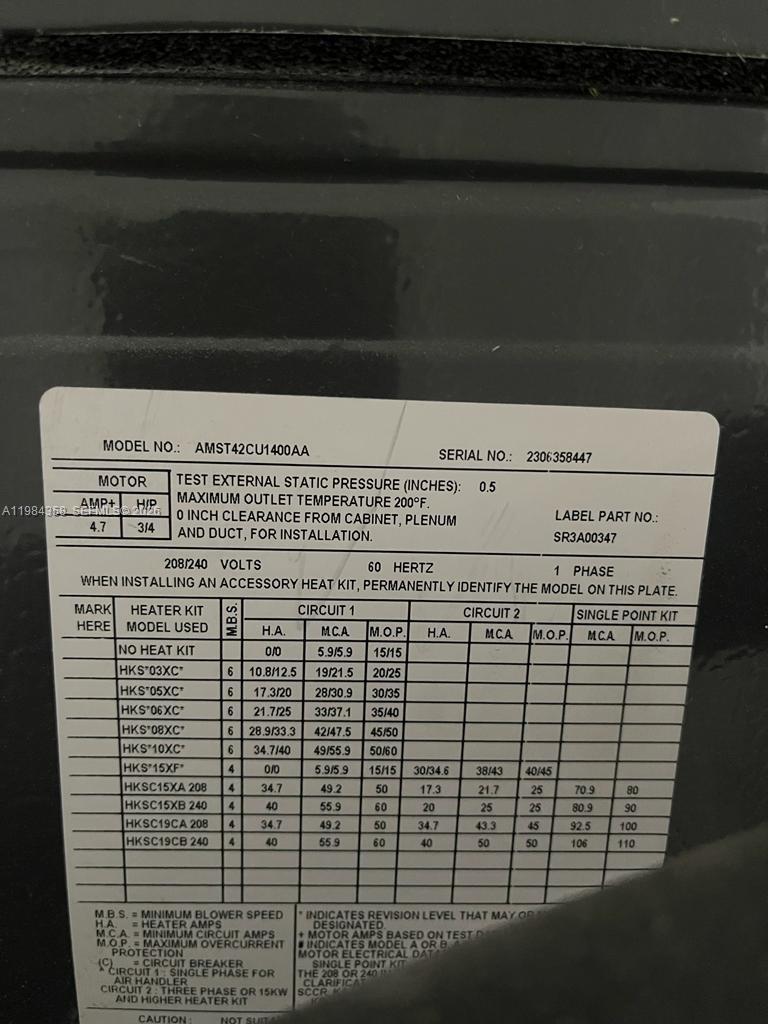 MODEL NO.: AMST42CU1400AA SERIAL NO.: 2306358447
MOTOR
AMP+ H/P
4.7 3/4
TEST EXTERNAL STATIC PRESSURE (INCHES): 0.5
MAXIMUM OUTLET TEMPERATURE 200°F.
0 INCH CLEARANCE FROM CABINET, PLENUM
AND DUCT, FOR INSTALLATION.
LABEL PART NO.:
SR3A00347
208/240 VOLTS 60 HERTZ 1 PHASE
WHEN INSTALLING AN ACCESSORY HEAT KIT, PERMANENTLY IDENTIFY THE MODEL ON THIS PLATE.
MARK HERE HEATER KIT MODEL USED M.B.S. CIRCUIT 1 CIRCUIT 2 SINGLE POINT KIT
H.A. M.C.A. M.O.P. H.A. M.C.A. M.O.P. M.C.A. M.O.P.
NO HEAT KIT 0/0 5.9/5.9 15/15
HKS*03XC* 6 10.8/12.5 19/21.5 20/25
HKS*05XC* 6 17.3/20 28/30.9 30/35
HKS*06XC* 6 21.7/25 33/37.1 35/40
HKS*08XC* 6 28.9/33.3 42/47.5 45/50
HKS*10XC* 6 34.7/40 49/55.9 50/60
HKS*15XF* 4 0/0 5.9/5.9 15/15 30/34.6 38/43 40/45
HKSC15XA 208 4 34.7 49.2 50 17.3 21.7 25 70.9 80
HKSC15XB 240 4 40 55.9 60 20 25 25 80.9 90
HKSC19CA 208 4 34.7 49.2 50 34.7 43.3 45 92.5 100
HKSC19CB 240 4 40 55.9 60 40 50 50 106 110
M.B.S. = MINIMUM BLOWER SPEED
H.A. = HEATER AMPS
M.C.A. = MINIMUM CIRCUIT AMPS
M.O.P. = MAXIMUM OVERCURRENT
PROTECTION
(C) = CIRCUIT BREAKER
^ CIRCUIT 1 : SINGLE PHASE FOR
AIR HANDLER
CIRCUIT 2 : THREE PHASE OR 15KW
AND HIGHER HEATER KIT
* INDICATES REVISION LEVEL THAT MAY OR
DESIGNATED.
+ MOTOR AMPS BASED ON TEST
# INDICATES MODEL A OR B,
MOTOR ELECTRICAL DATA
SINGLE POINT KIT
THE 208 OR 240
CLARIFICA
SCCR
CAUTION : NOT SUITA
A11984358 SEFMLS © 2026